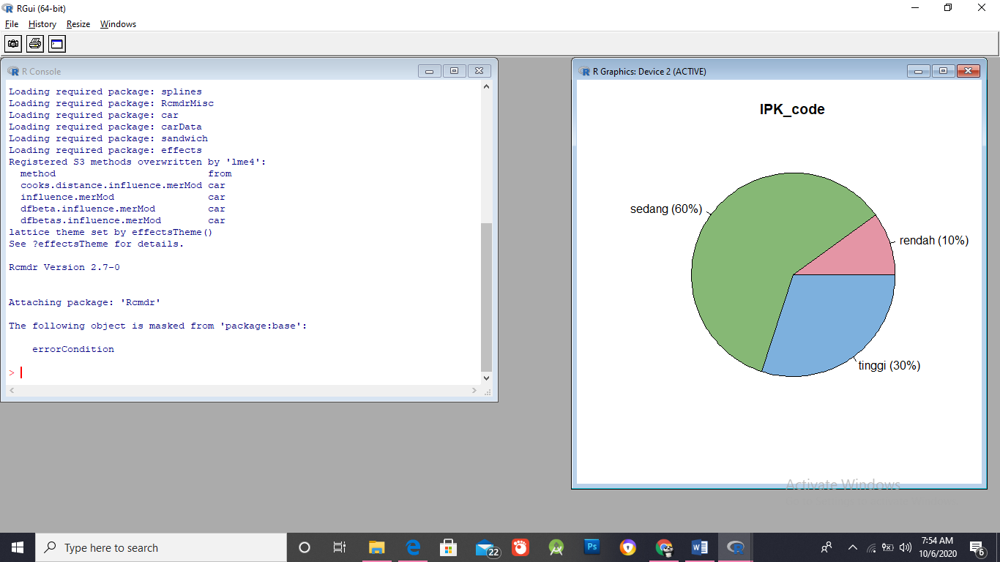 RGui (64-bit)
File History Resize Windows
R Console
Loading required package: splines
Loading required package: RcmdrMisc
Loading required package: car
Loading required package: carData
Loading required package: sandwich
Loading required package: effects
Registered S3 methods overwritten by 'lme4':
method from
cooks.distance.influence.merMod car
influence.merMod car
dfbeta.influence.merMod car
dfbetas.influence.merMod car
lattice theme set by effectsTheme()
See ?effectsTheme for details.
Rcmdr Version 2.7-0
Attaching package: 'Rcmdr'
The following object is masked from 'package:base':
errorCondition
>
R Graphics: Device 2 (ACTIVE)
IPK_code
sedang (60%)
rendah (10%)
tinggi (30%)
Activate Windows
Type here to search
22
Ps
7:54 AM
10/6/2020
6